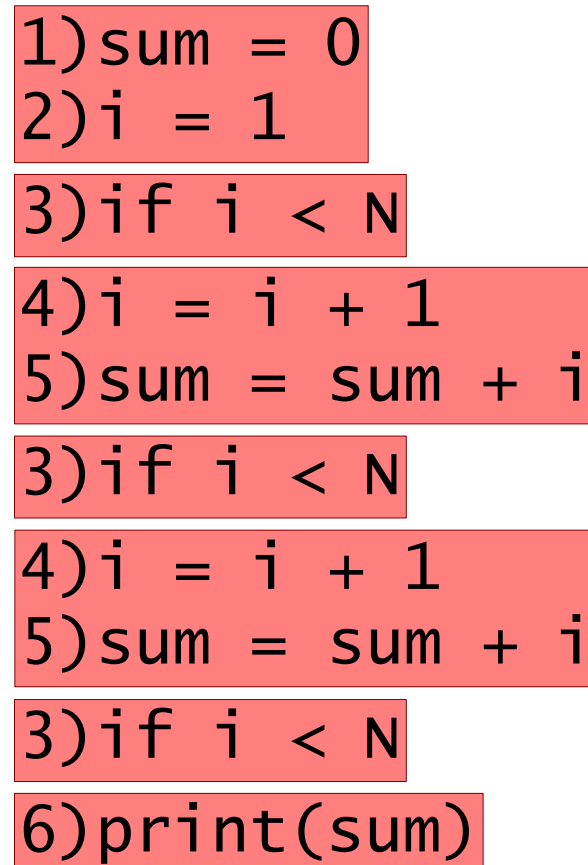 1)sum = 0
2)i = 1
3)if i < N
4)i = i + 1
5)sum = sum + i
3)if i < N
4)i = i + 1
5)sum = sum + i
3)if i < N
6)print(sum)